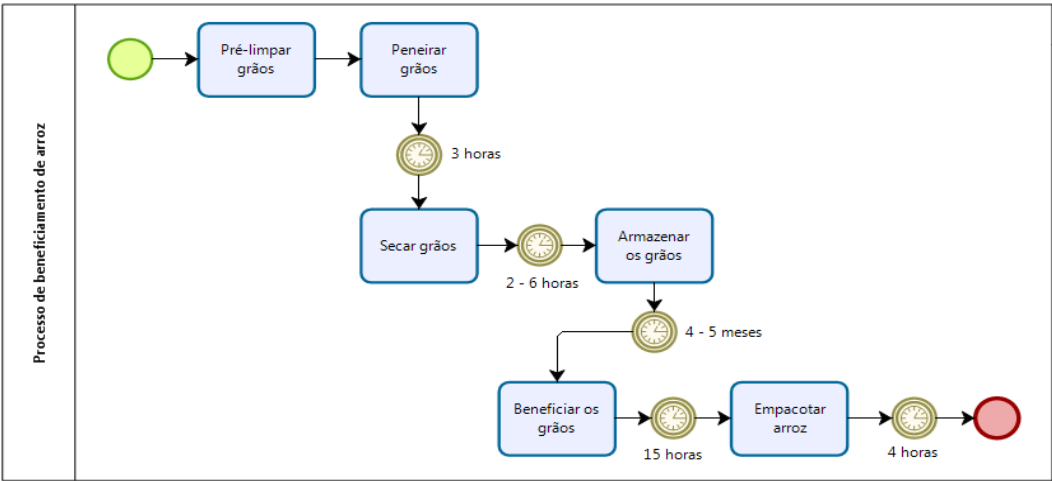 Processo de beneficiamento de arroz
Pré-limpar
grãos
Peneirar
grãos
3 horas
Secar grãos
2 - 6 horas
Armazenar
os grãos
4 - 5 meses
Beneficiar os
grãos
15 horas
Empacotar
arroz
4 horas